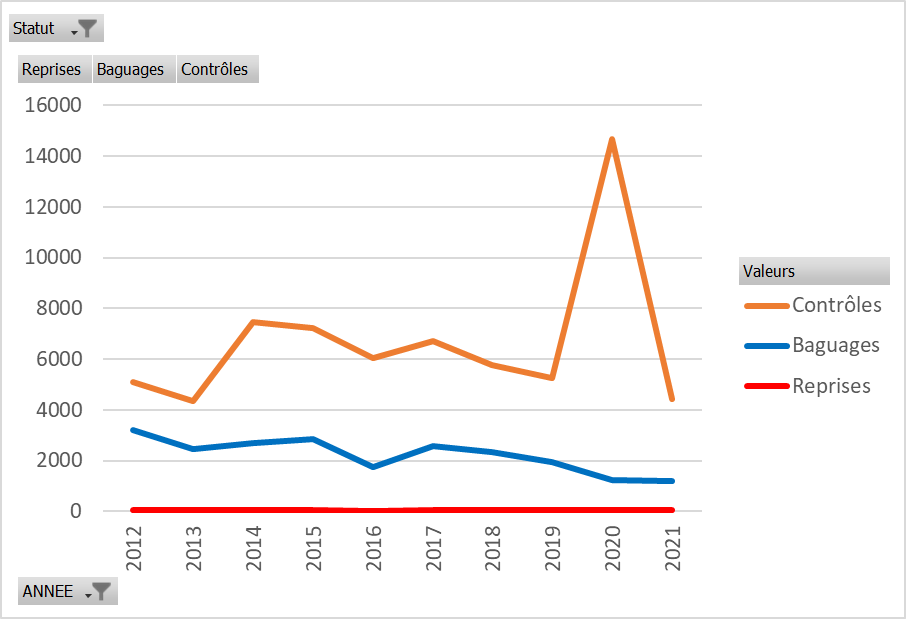 Statut
Reprises Baguages Contrôles
16000
14000
12000
10000
8000
6000
4000
2000
0
2012 2013 2014 2015 2016 2017 2018 2019 2020 2021
ANNEE
Valeurs
Contrôles
Baguages
Reprises